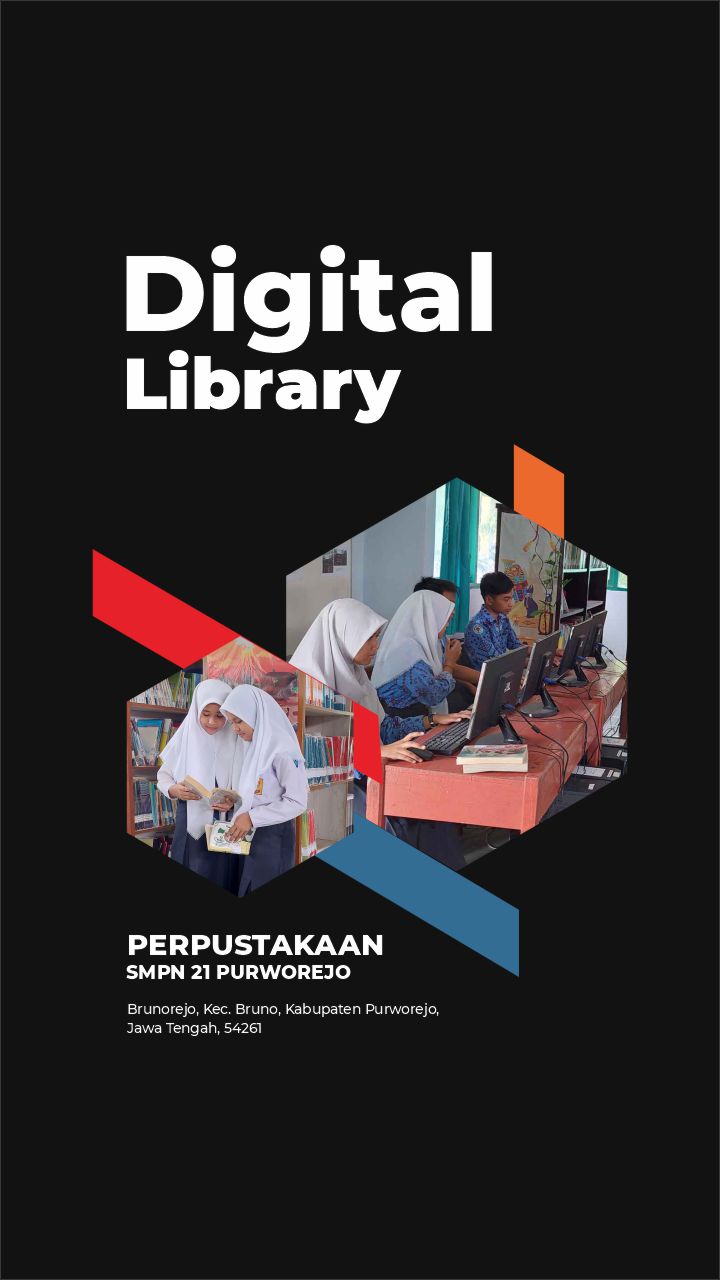 Digital
Library
PERPUSTAKAAN
SMPN 21 PURWOREJO
Brunorejo, Kec. Bruno, Kabupaten Purworejo,
Jawa Tengah, 54261